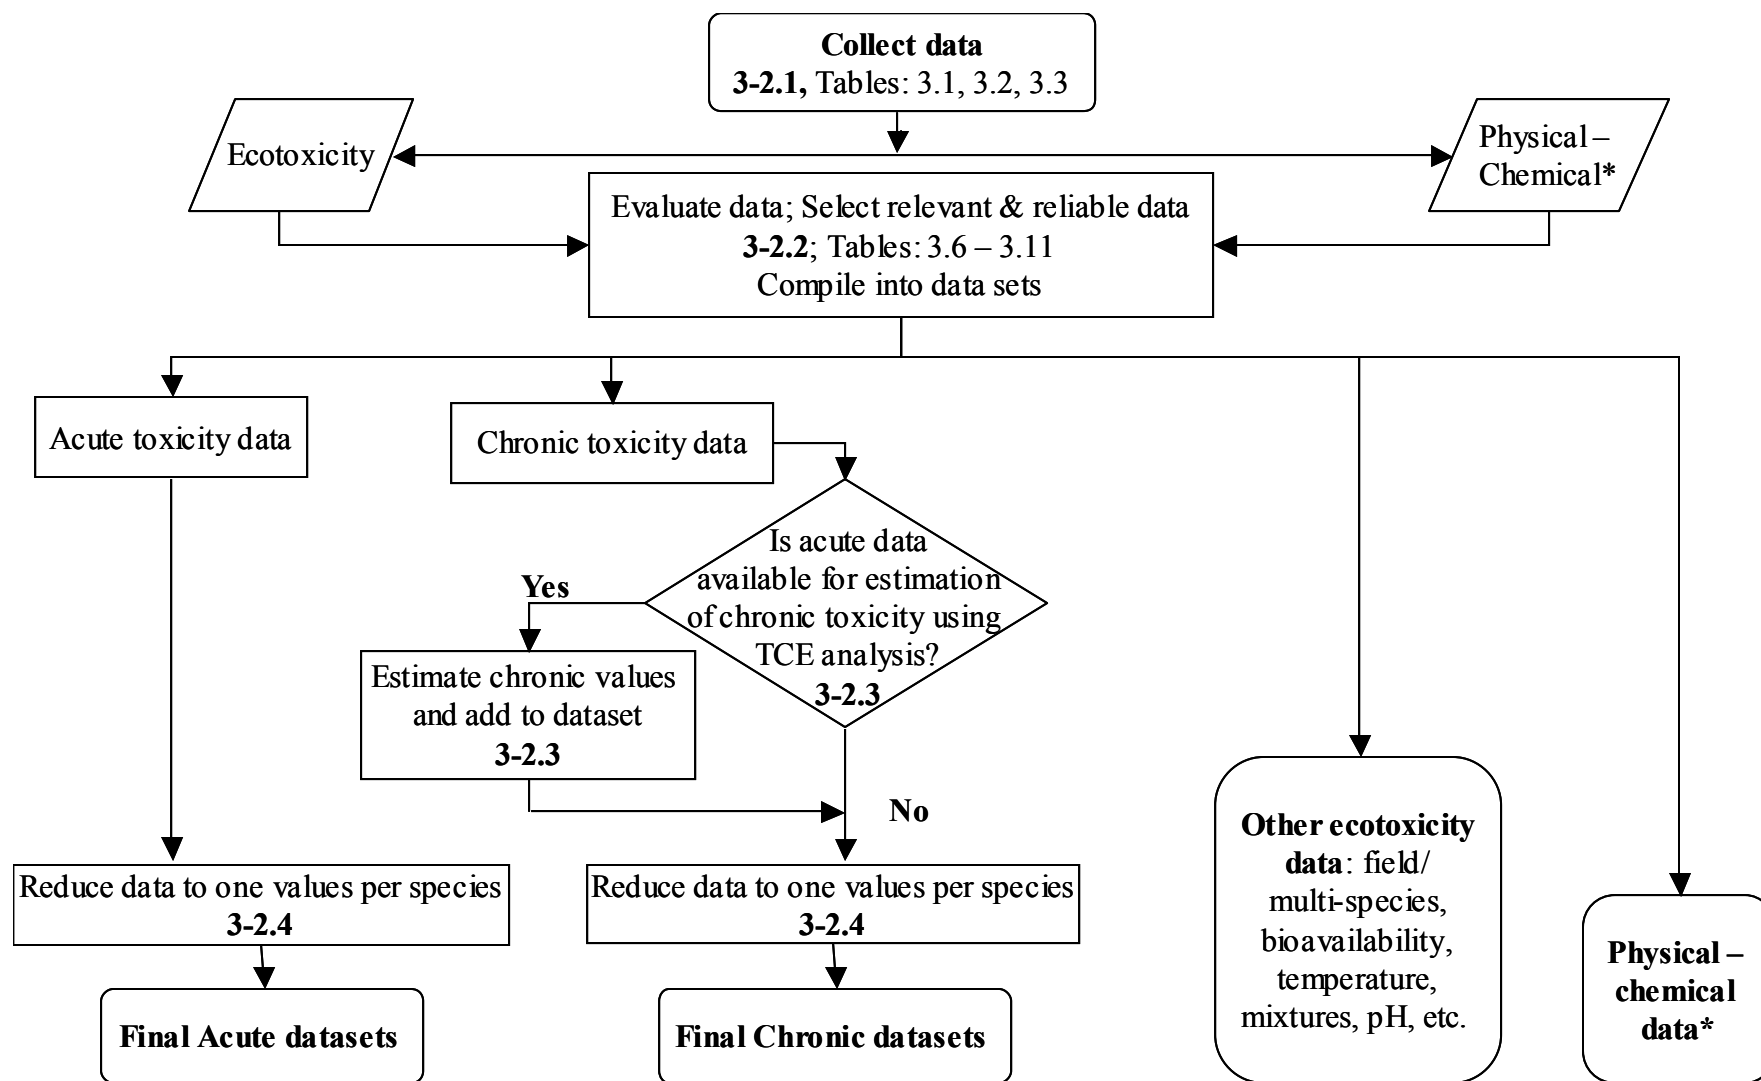 Collect data
3-2.1, Tables: 3.1, 3.2, 3.3
Ecotoxicity
Physical –
Chemical*
Evaluate data; Select relevant & reliable data
3-2.2; Tables: 3.6 – 3.11
Compile into data sets
Acute toxicity data
Chronic toxicity data
Is acute data
available for estimation
of chronic toxicity using
TCE analysis?
3-2.3
Yes
Estimate chronic values
and add to dataset
3-2.3
No
Reduce data to one values per species
3-2.4
Reduce data to one values per species
3-2.4
Final Acute datasets
Final Chronic datasets
Other ecotoxicity
data: field/
multi-species,
bioavailability,
temperature,
mixtures, pH, etc.
Physical –
chemical
data*